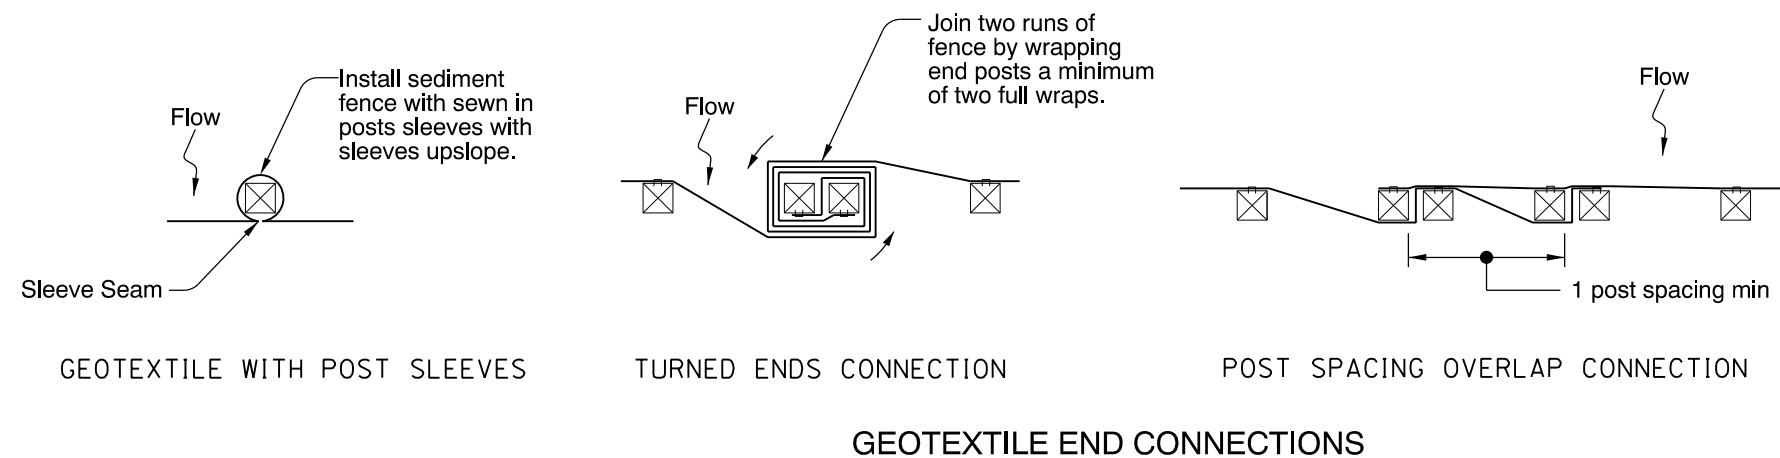 Flow
Install sediment
fence with sewn in
posts sleeves with
sleeves upslope.
Sleeve Seam
GEOTEXTILE WITH POST SLEEVES
Flow
Join two runs of
fence by wrapping
end posts a minimum
of two full wraps.
TURNED ENDS CONNECTION
Flow
1 post spacing min
POST SPACING OVERLAP CONNECTION
GEOTEXTILE END CONNECTIONS